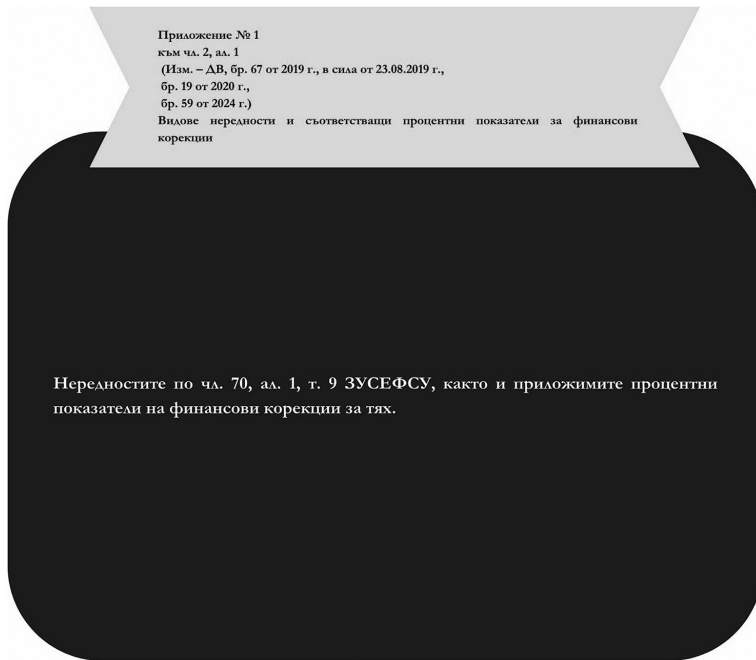 Приложение № 1
към чл. 2, ал. 1
(Изм. – ДВ, бр. 67 от 2019 г., в сила от 23.08.2019 г.,
бр. 19 от 2020 г.,
бр. 59 от 2024 г.)
Видове нередности и съответстващи процентни показатели за финансови
корекции
Нередностите по чл. 70, ал. 1, т. 9 ЗУСЕФСУ, както и приложимите процентни
показатели на финансови корекции за тях.